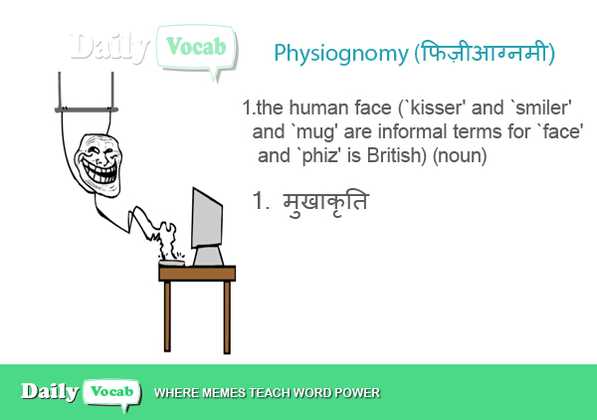 Daily Vocab
Physiognomy (फिज़ीआग्नमी)
1.the human face (`kisser' and `smiler'
and `mug' are informal terms for `face'
and `phiz' is British) (noun)
1. मुखाकृति
Daily Vocab WHERE MEMES TEACH WORD POWER